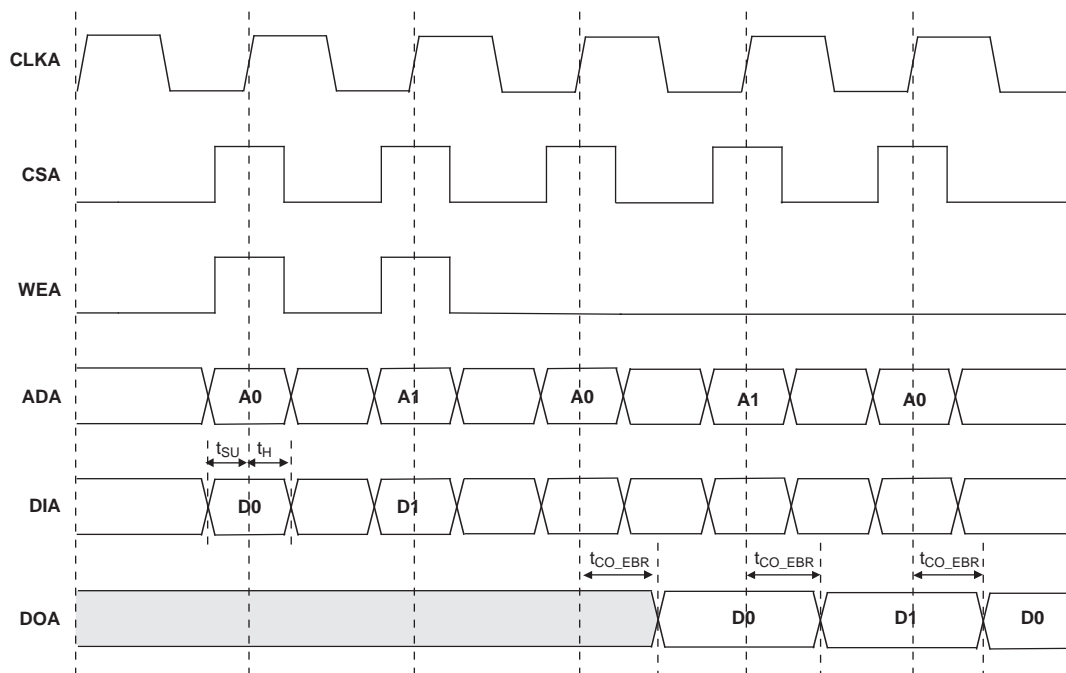 CLKA
CSA
WEA
ADA A0 A1 A0 A1 A0
tSU tH
DIA D0 D1
tCO_EBR tCO_EBR tCO_EBR
DOA D0 D1 D0